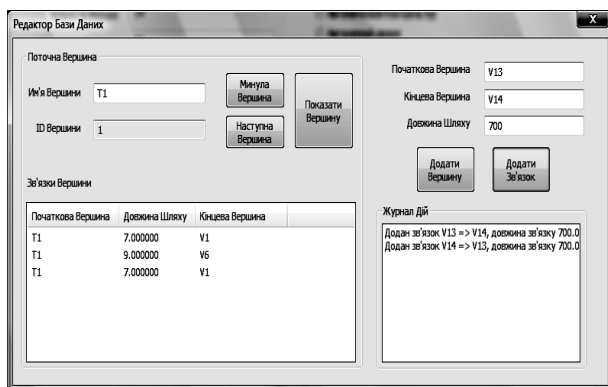 Редактор Бази Даних
x
Поточна Вершина
Им'я Вершини
T1
Минула Вершина
Показати Вершину
ID Вершини
1
Наступна Вершина
Зв'язки Вершини
Початкова Вершина Довжина Шляху Кінцева Вершина
T1 7.000000 V1
T1 9.000000 V6
T1 7.000000 V1
Початкова Вершина V13
Кінцева Вершина V14
Довжина Шляху 700
Додати Вершину
Додати Зв'язок
Журнал Дій
Додан зв'язок V13 => V14, довжина зв'язку 700.0
Додан зв'язок V14 => V13, довжина зв'язку 700.0